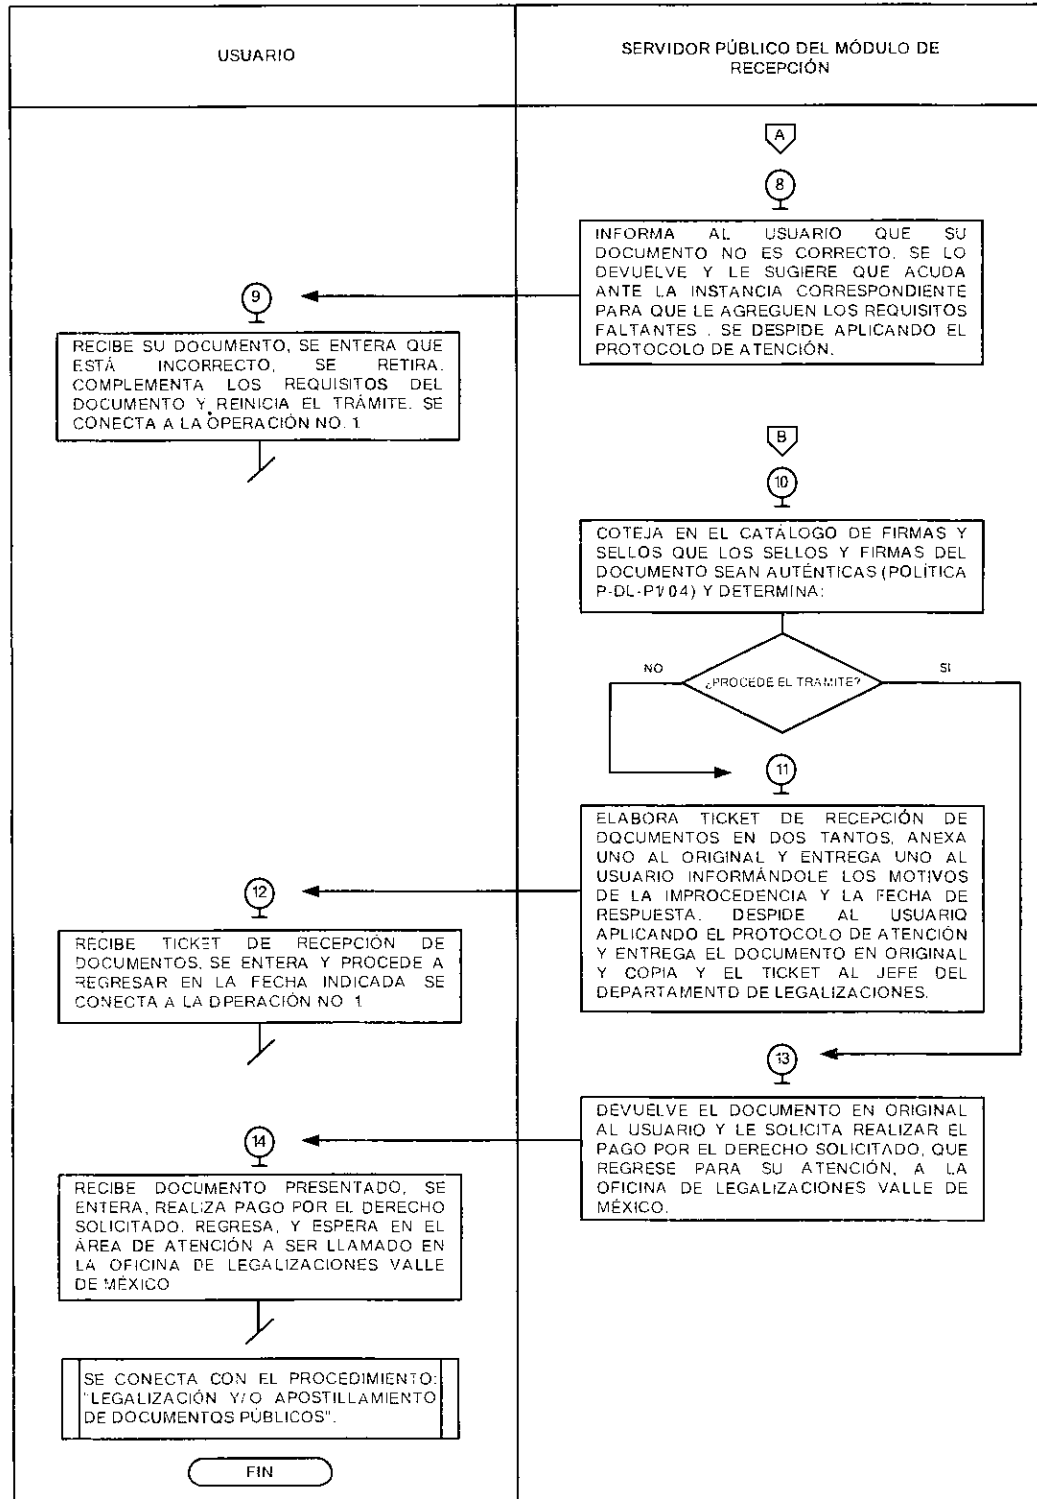 USUARIO
SERVIDOR PÚBLICO DEL MÓDULO DE
RECEPCIÓN
A
8
INFORMA AL USUARIO QUE SU
DOCUMENTO NO ES CORRECTO, SE LO
DEVUELVE Y LE SUGIERE QUE ACUDA
ANTE LA INSTANCIA CORRESPONDIENTE
PARA QUE LE AGREGUEN LOS REQUISITOS
FALTANTES . SE DESPIDE APLICANDO EL
PROTOCOLO DE ATENCIÓN.
9
RECIBE SU DOCUMENTO, SE ENTERA QUE
ESTÁ INCORRECTO, SE RETIRA.
COMPLEMENTA LOS REQUISITOS DEL
DOCUMENTO Y REINICIA EL TRÁMITE. SE
CONECTA A LA OPERACIÓN NO. 1
B
10
COTEJA EN EL CATÁLOGO DE FIRMAS Y
SELLOS QUE LOS SELLOS Y FIRMAS DEL
DOCUMENTO SEAN AUTÉNTICAS (POLÍTICA
P-DL-P1/04) Y DETERMINA:
NO
¿PROCEDE EL TRAMITE?
SI
11
ELABORA TICKET DE RECEPCIÓN DE
DOCUMENTOS EN DOS TANTOS, ANEXA
UNO AL ORIGINAL Y ENTREGA UNO AL
USUARIO INFORMÁNDOLE LOS MOTIVOS
DE LA IMPROCEDENCIA Y LA FECHA DE
RESPUESTA. DESPIDE AL USUARIO
APLICANDO EL PROTOCOLO DE ATENCIÓN
Y ENTREGA EL DOCUMENTO EN ORIGINAL
Y COPIA Y EL TICKET AL JEFE DEL
DEPARTAMENTO DE LEGALIZACIONES.
12
RECIBE TICKET DE RECEPCIÓN DE
DOCUMENTOS, SE ENTERA Y PROCEDE A
REGRESAR EN LA FECHA INDICADA SE
CONECTA A LA OPERACIÓN NO 1
13
DEVUELVE EL DOCUMENTO EN ORIGINAL
AL USUARIO Y LE SOLICITA REALIZAR EL
PAGO POR EL DERECHO SOLICITADO, QUE
REGRESE PARA SU ATENCIÓN, A LA
OFICINA DE LEGALIZACIONES VALLE DE
MÉXICO.
14
RECIBE DOCUMENTO PRESENTADO, SE
ENTERA, REALIZA PAGO POR EL DERECHO
SOLICITADO. REGRESA, Y ESPERA EN EL
ÁREA DE ATENCIÓN A SER LLAMADO EN
LA OFICINA DE LEGALIZACIONES VALLE
DE MÉXICO
SE CONECTA CON EL PROCEDIMIENTO:
"LEGALIZACIÓN Y/O APOSTILLAMIENTO
DE DOCUMENTOS PÚBLICOS".
FIN